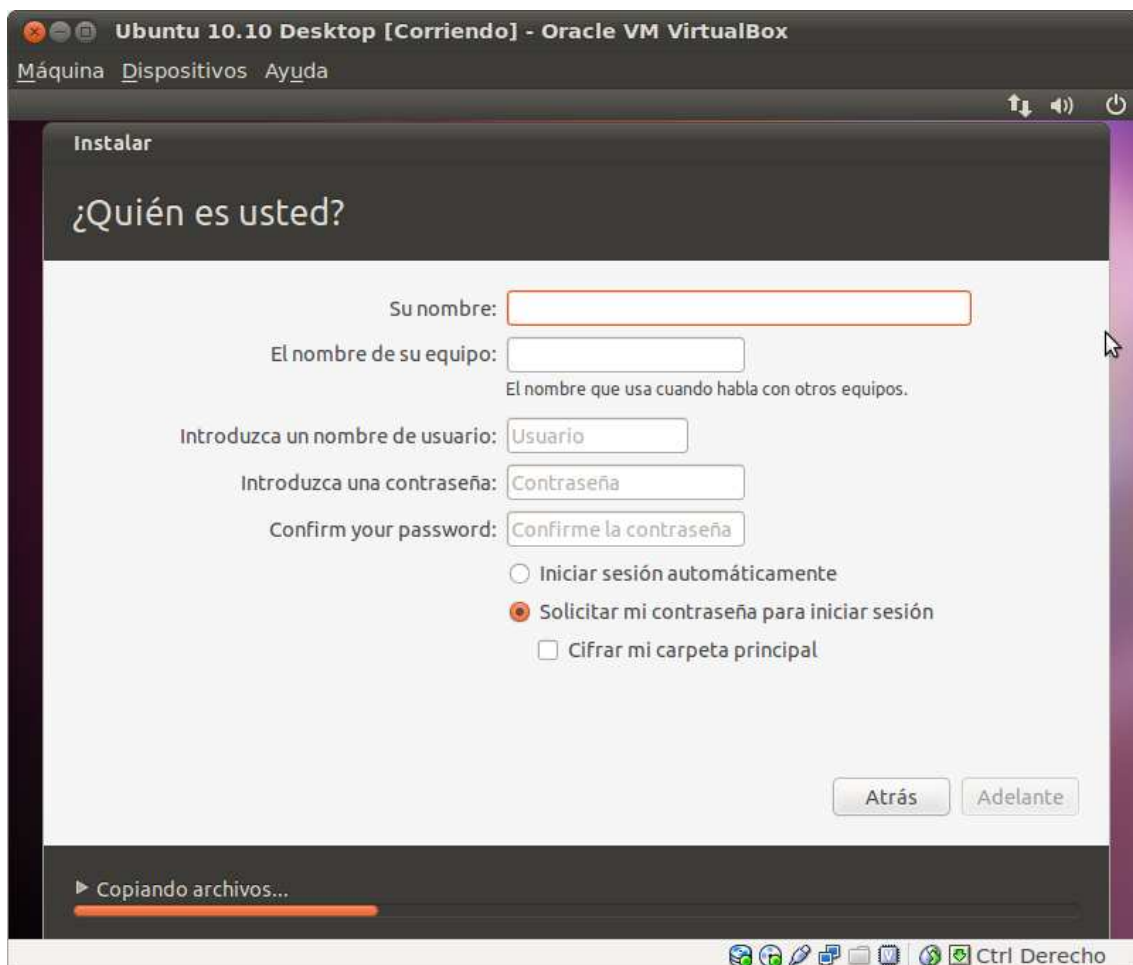 Ubuntu 10.10 Desktop [Corriendo] - Oracle VM VirtualBox
Máquina Dispositivos Ayuda
Instalar
¿Quién es usted?
Su nombre:
El nombre de su equipo:
El nombre que usa cuando habla con otros equipos.
Introduzca un nombre de usuario: Usuario
Introduzca una contraseña: Contraseña
Confirm your password: Confirme la contraseña
Iniciar sesión automáticamente
Solicitar mi contraseña para iniciar sesión
Cifrar mi carpeta principal
Atrás Adelante
Copiando archivos...
Ctrl Derecho